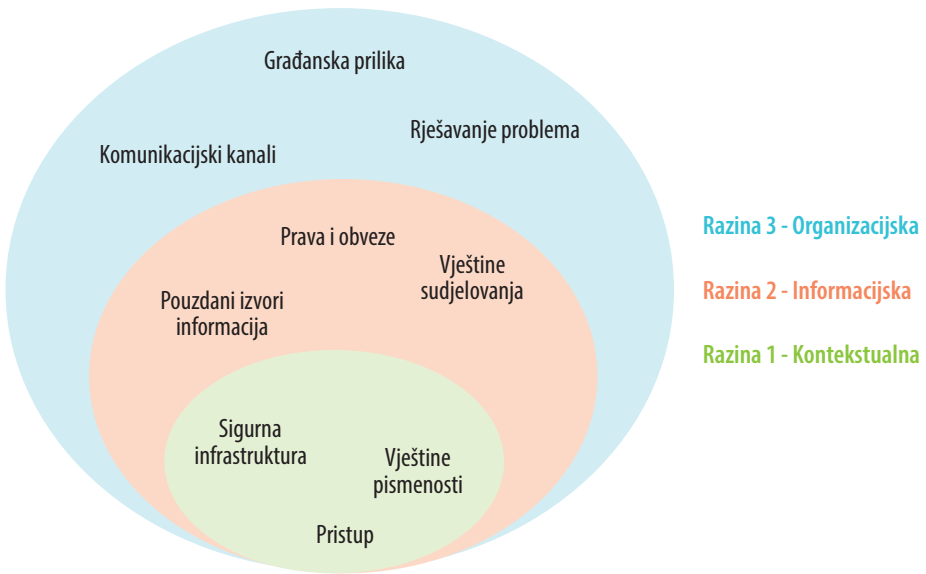 Građanska prilika
Rješavanje problema
Komunikacijski kanali
Prava i obveze
Vještine
sudjelovanja
Pouzdani izvori
informacija
Sigurna
infrastruktura
Vještine
pismenosti
Pristup
Razina 3 - Organizacijska
Razina 2 - Informacijska
Razina 1 - Kontekstualna